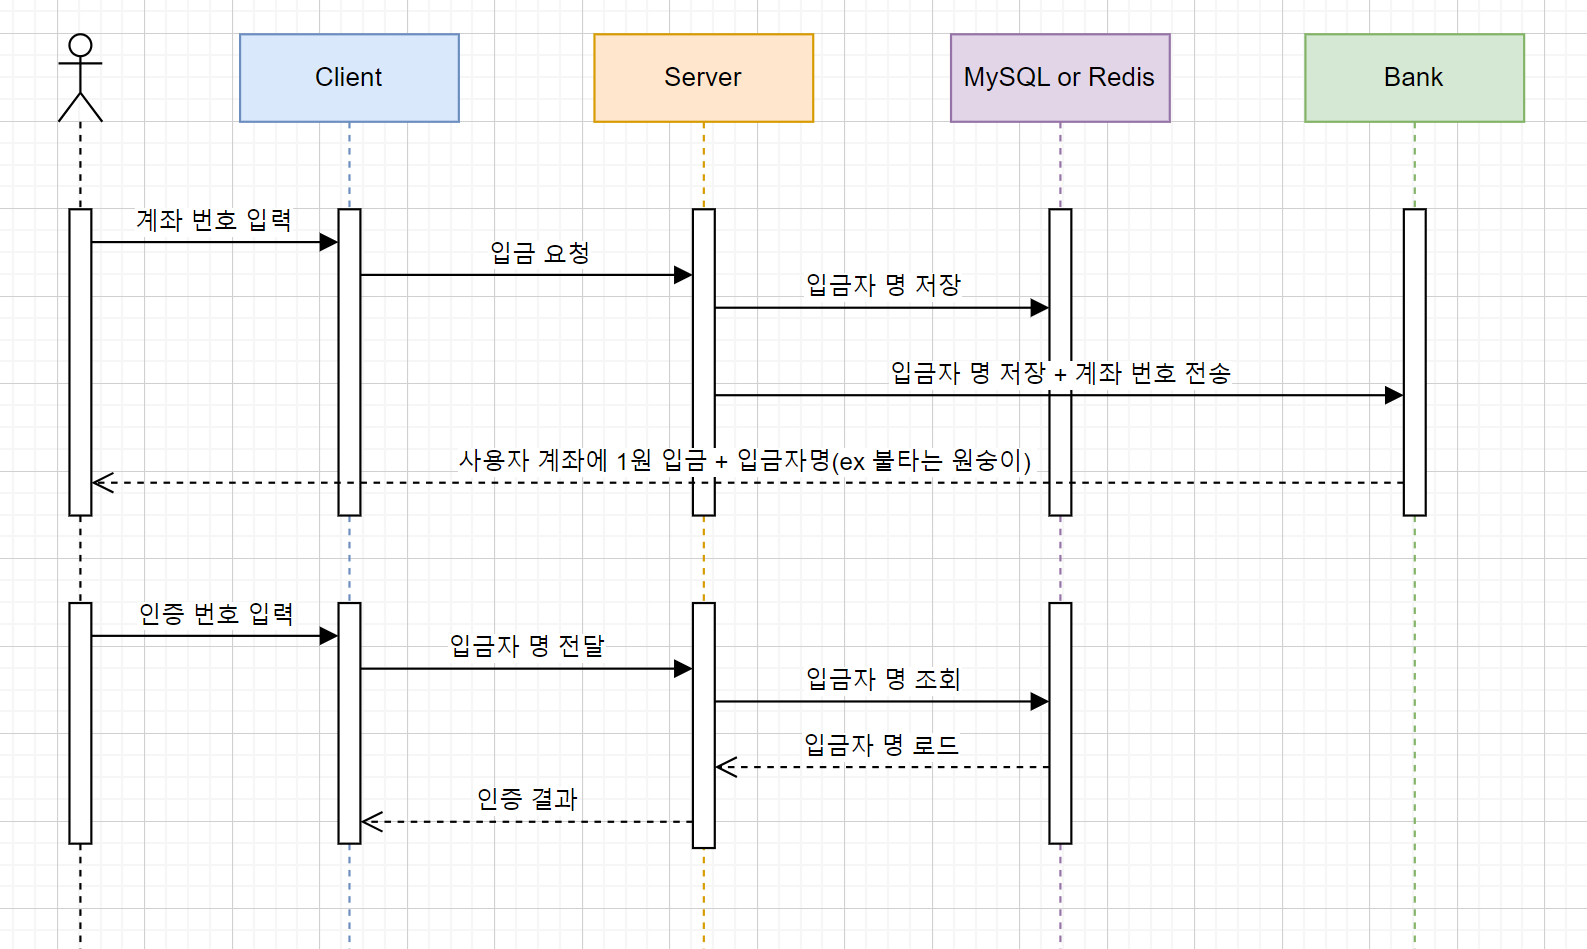 Client
Server
MySQL or Redis
Bank
계좌 번호 입력
입금 요청
입금자 명 저장
입금자 명 저장 + 계좌 번호 전송
사용자 계좌에 1원 입금 + 입금자명(ex 불타는 원숭이)
인증 번호 입력
입금자 명 전달
입금자 명 조회
입금자 명 로드
인증 결과